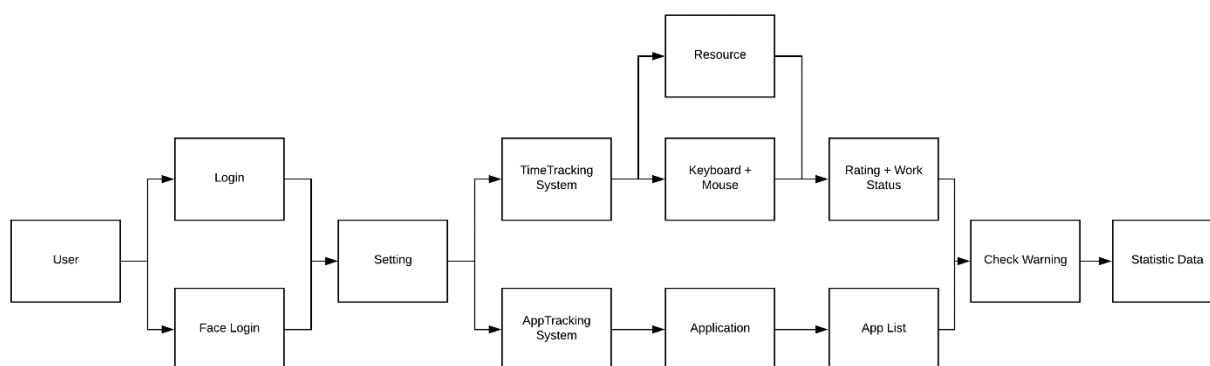 Resource
Login
TimeTracking
System
Keyboard +
Mouse
Rating + Work
Status
User
Setting
Check Warning
Statistic Data
Face Login
AppTracking
System
Application
App List